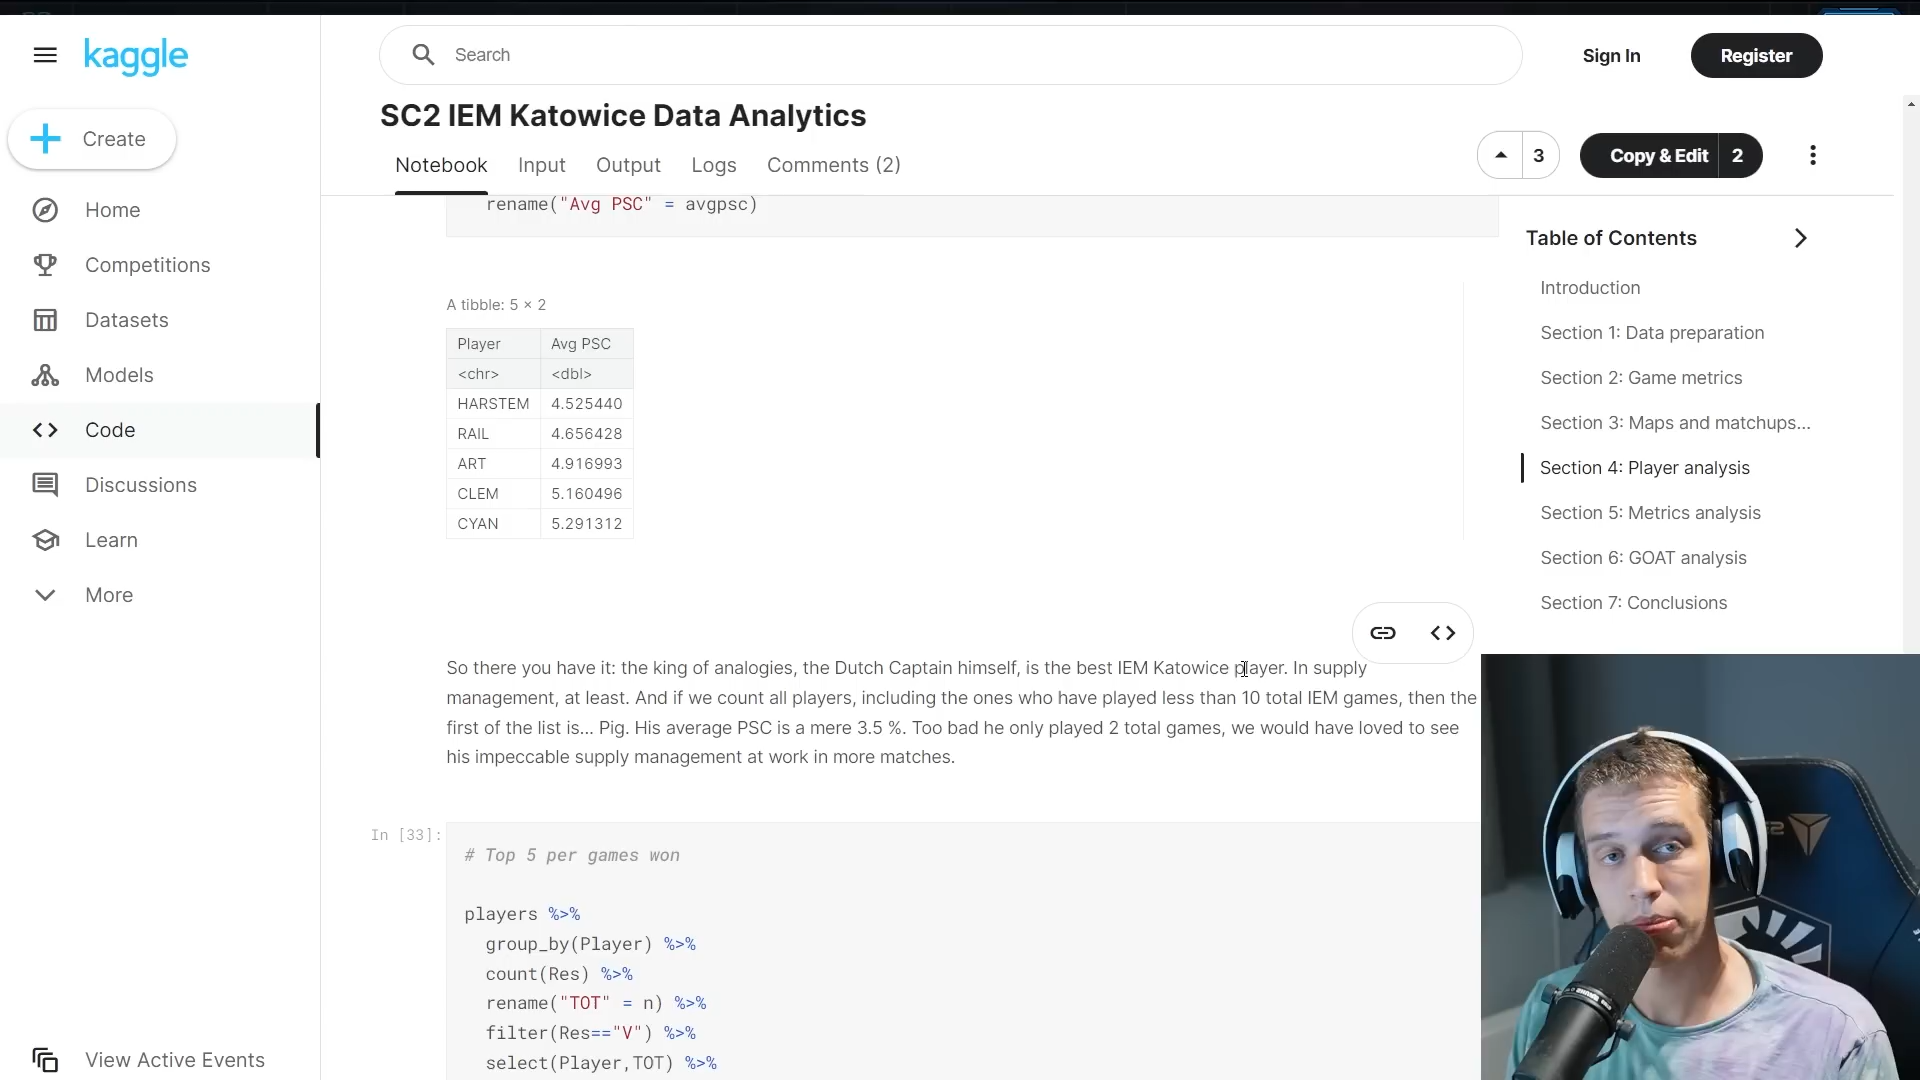 kaggle
Search
Sign In
Register
Create
SC2 IEM Katowice Data Analytics
Notebook
Input
Output
Logs
Comments (2)
3
Copy & Edit
2
Home
Competitions
Datasets
Models
Code
Discussions
Learn
More
View Active Events
rename("Avg PSC" = avgpsc)
A tibble: 5 × 2
Player Avg PSC
<chr> <dbl>
HARSTEM 4.525440
RAIL 4.656428
ART 4.916993
CLEM 5.160496
CYAN 5.291312
So there you have it: the king of analogies, the Dutch Captain himself, is the best IEM Katowice player. In supply
management, at least. And if we count all players, including the ones who have played less than 10 total IEM games, then the
first of the list is... Pig. His average PSC is a mere 3.5 %. Too bad he only played 2 total games, we would have loved to see
his impeccable supply management at work in more matches.
In [33]:
# Top 5 per games won
players %>%
group_by(Player) %>%
count(Res) %>%
rename("TOT" = n) %>%
filter(Res=="V") %>%
select(Player,TOT) %>%
Table of Contents
Introduction
Section 1: Data preparation
Section 2: Game metrics
Section 3: Maps and matchups...
Section 4: Player analysis
Section 5: Metrics analysis
Section 6: GOAT analysis
Section 7: Conclusions